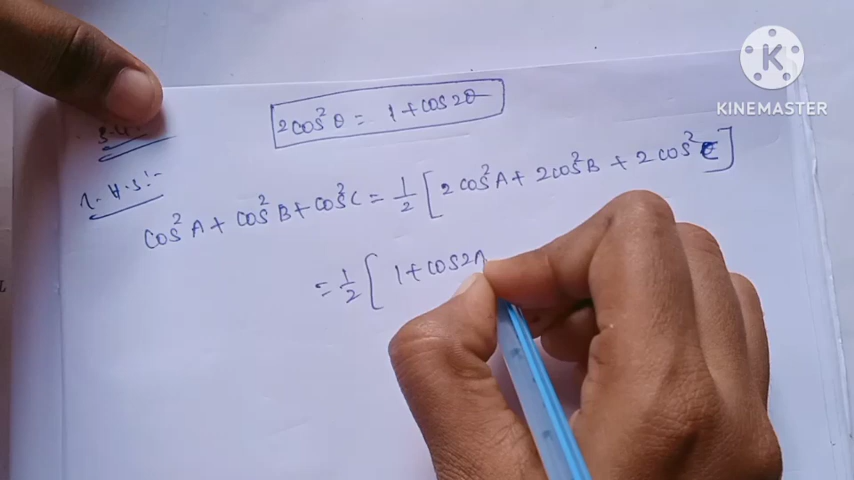 KINEMASTER
2cos²θ = 1+cos2θ
L.H.S:-
cos²A + cos²B + cos²C = 1/2 [2cos²A + 2cos²B + 2cos²C]
= 1/2 [ 1+cos2A